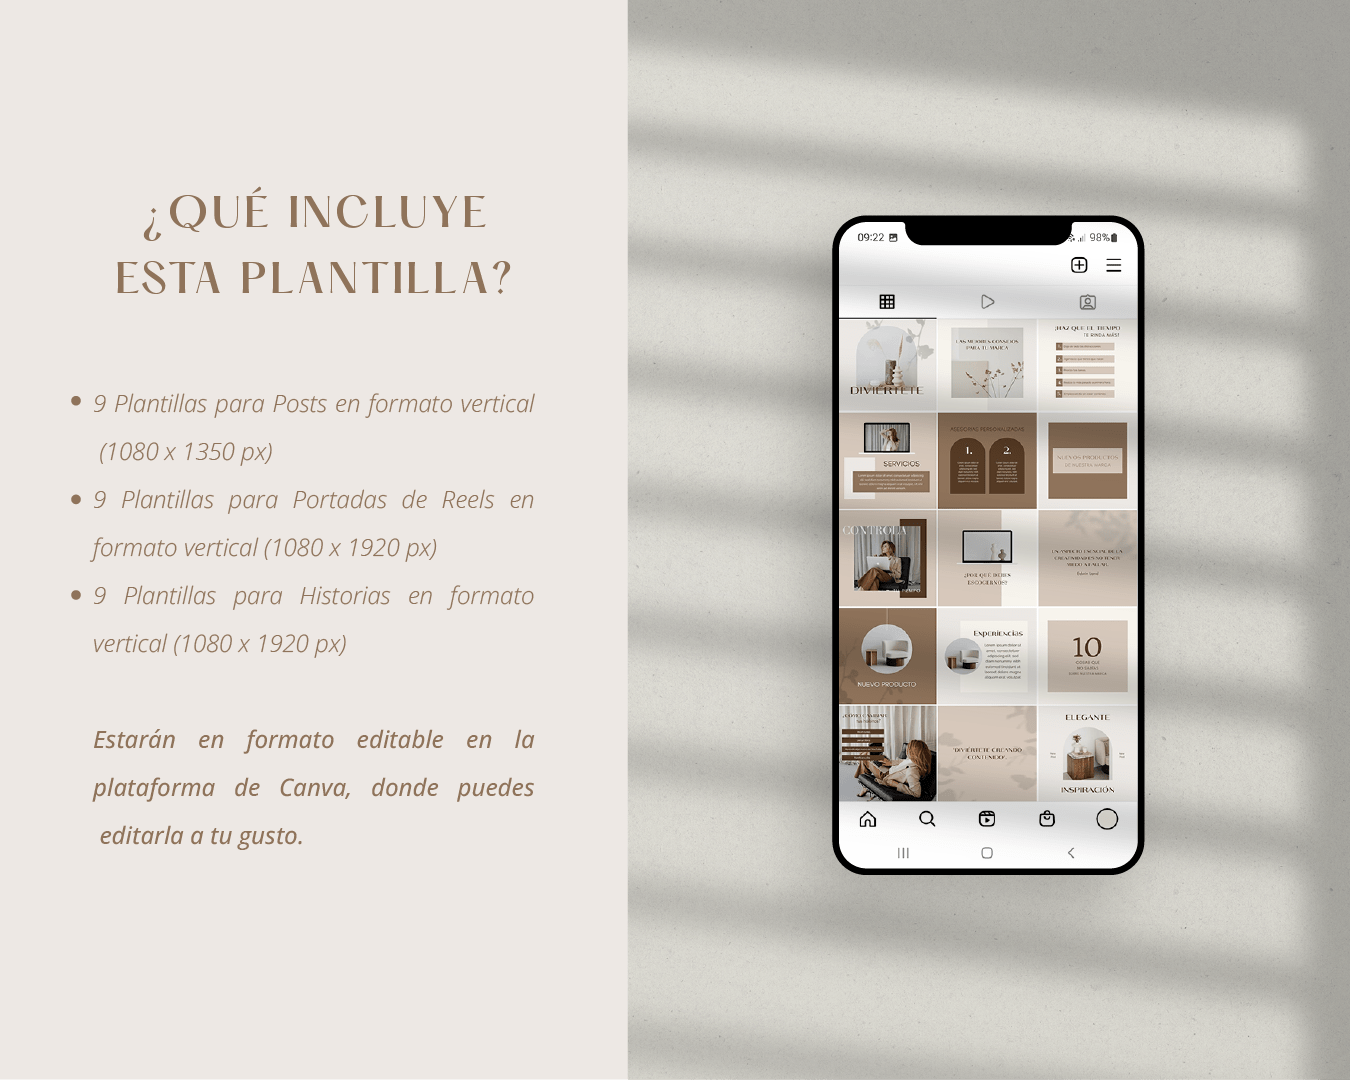 ¿QUÉ INCLUYE
ESTA PLANTILLA?
9 Plantillas para Posts en formato vertical
(1080 x 1350 px)
9 Plantillas para Portadas de Reels en
formato vertical (1080 x 1920 px)
9 Plantillas para Historias en formato
vertical (1080 x 1920 px)
Estarán en formato editable en la
plataforma de Canva, donde puedes
editarla a tu gusto.
09:22
98%
DIVIÉRTETE
LAS MEJORES CONSEJOS
PARA TU MARCA
¡HAZ QUE EL TIEMPO
TE RINDA MÁS!
SERVICIOS
ASESORIAS PERSONALIZADAS
1.
2.
NUEVOS PRODUCTOS
DE NUESTRA MARCA
CONTROLA
¿POR QUÉ DEBES
ESCOGERNOS?
NUEVO PRODUCTO
Experiencias
10
COSAS QUE
"DIVIÉRTETE CREANDO
CONTENIDO".
ELEGANTE
INSPIRACIÓN